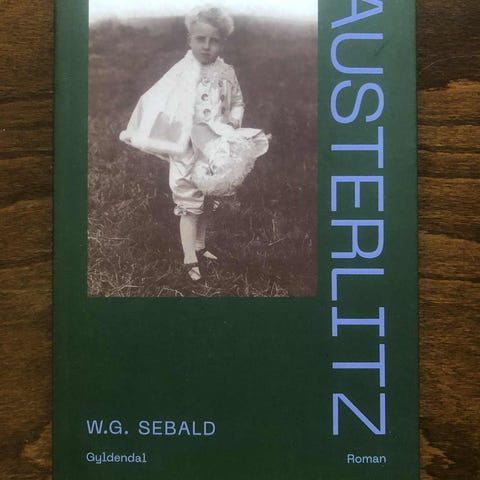 AUSTERLITZ
W.G. SEBALD
Gyldendal
Roman